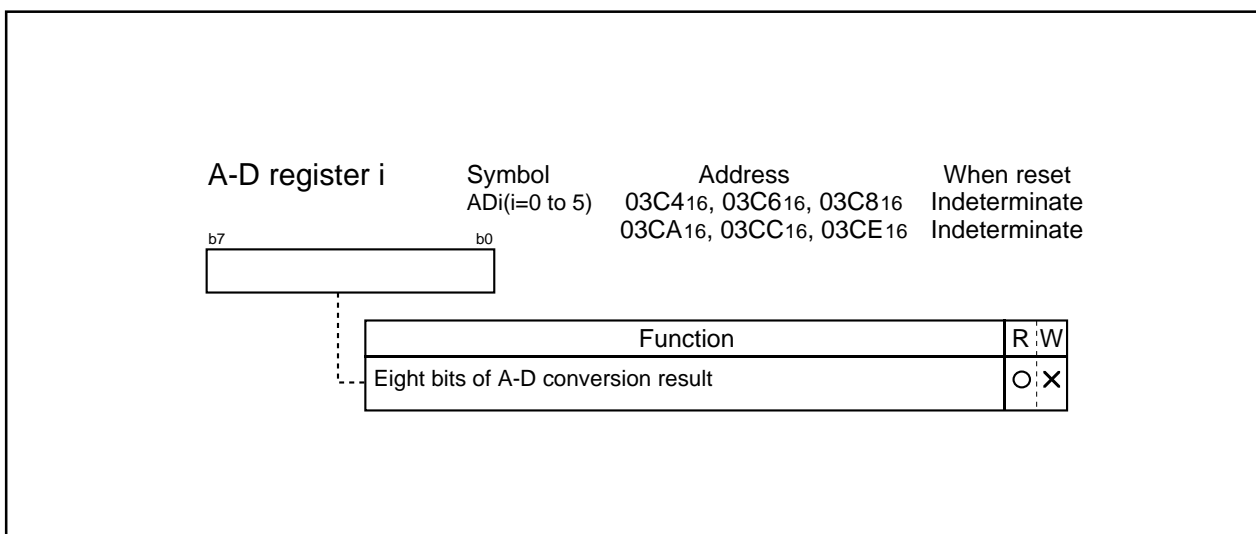 A-D register i Symbol Address When reset
ADi(i=0 to 5) 03C416, 03C616, 03C816 Indeterminate
03CA16, 03CC16, 03CE16 Indeterminate
b7 b0
Function R W
Eight bits of A-D conversion result O X